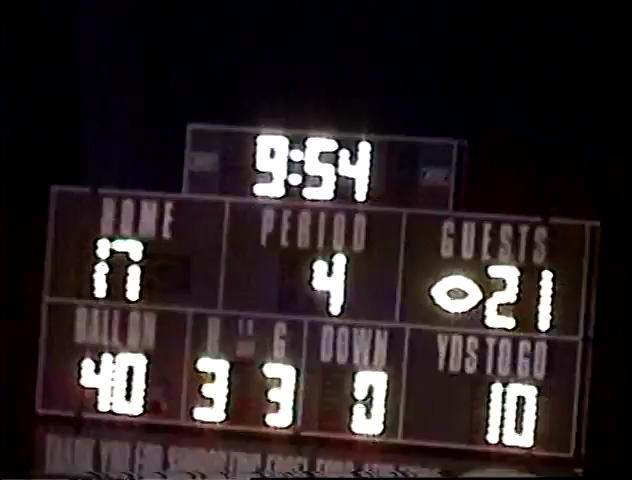 9:54
HOME PERIOD GUESTS
17 4 21
BALL ON DOWN YDS TO GO
40 3 3 0 10